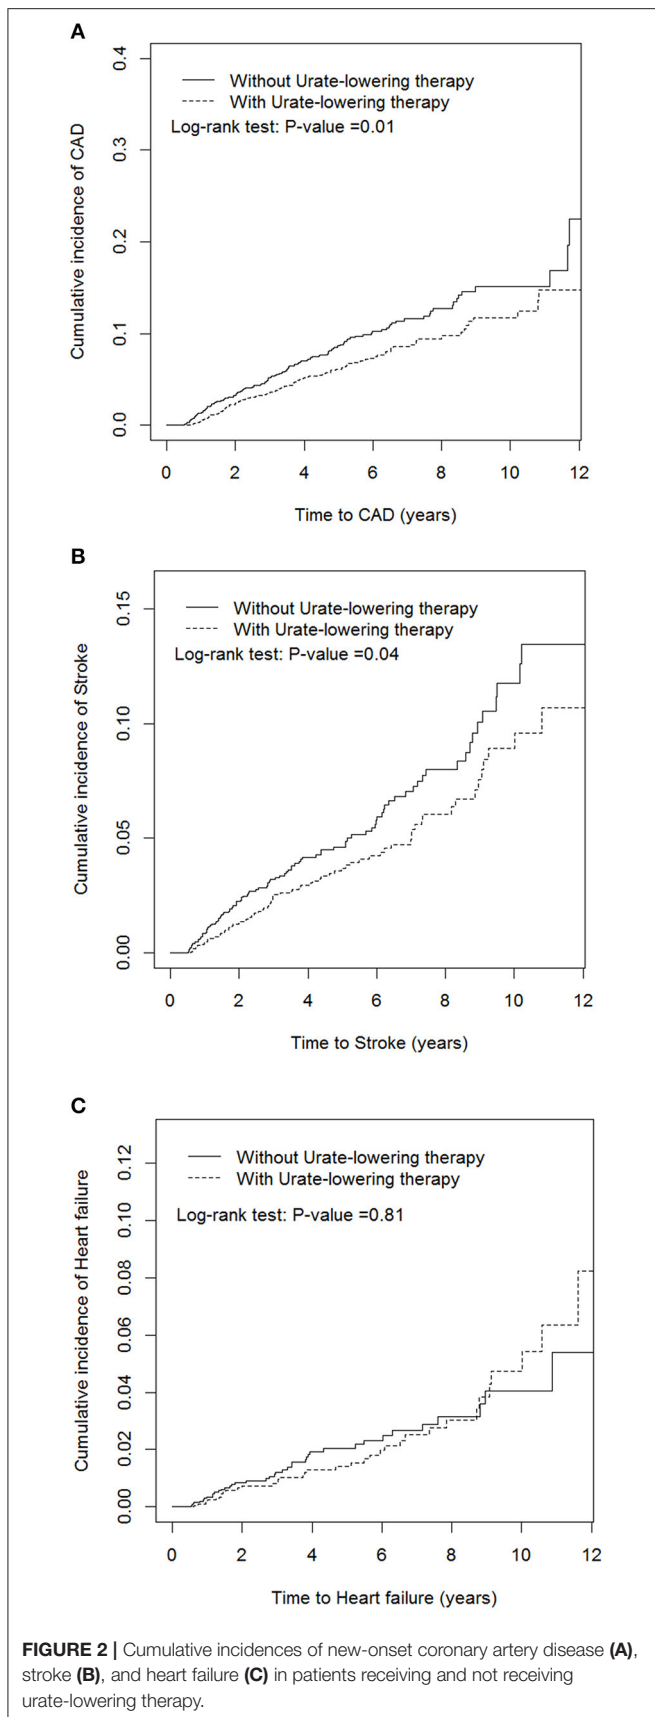 A
Cumulative incidence of CAD
0.4
0.3
0.2
0.1
0.0
Without Urate-lowering therapy
With Urate-lowering therapy
Log-rank test: P-value =0.01
0 2 4 6 8 10 12
Time to CAD (years)
B
Cumulative incidence of Stroke
0.15
0.10
0.05
0.00
Without Urate-lowering therapy
With Urate-lowering therapy
Log-rank test: P-value =0.04
0 2 4 6 8 10 12
Time to Stroke (years)
C
Cumulative incidence of Heart failure
0.12
0.10
0.08
0.06
0.04
0.02
0.00
Without Urate-lowering therapy
With Urate-lowering therapy
Log-rank test: P-value =0.81
0 2 4 6 8 10 12
Time to Heart failure (years)
FIGURE 2 | Cumulative incidences of new-onset coronary artery disease (A),
stroke (B), and heart failure (C) in patients receiving and not receiving
urate-lowering therapy.